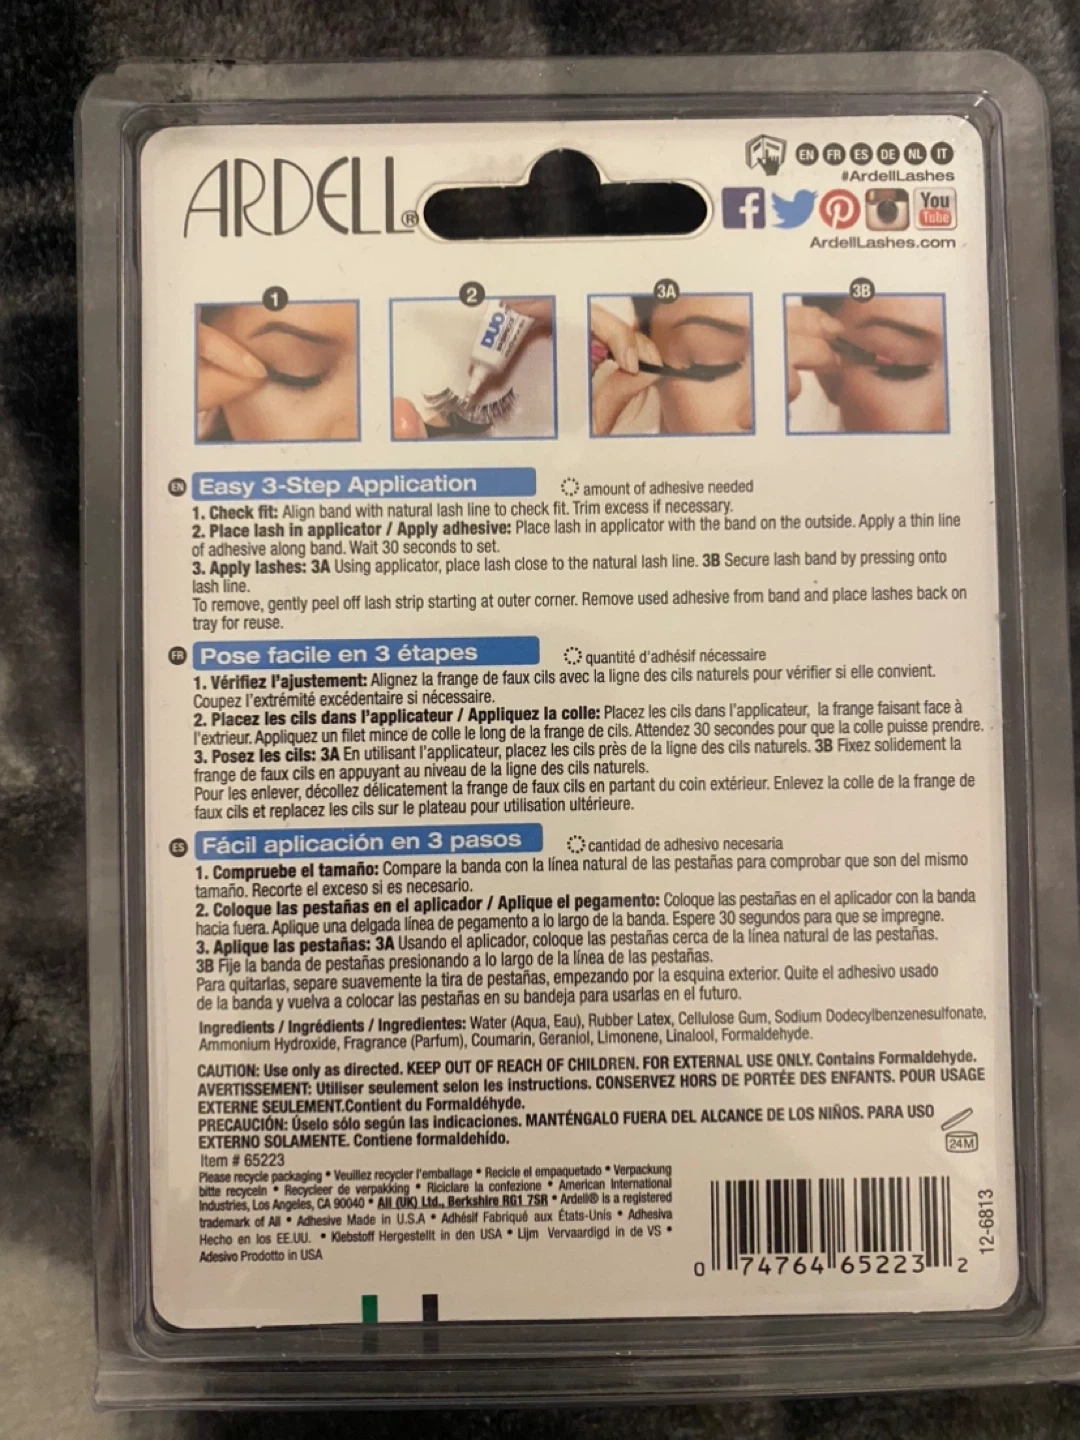 ARDELL®
EN FR ES DE NL IT
#ArdellLashes
f You Tube
ArdellLashes.com
1 2 3A 3B
DUO
EN Easy 3-Step Application amount of adhesive needed
1. Check fit: Align band with natural lash line to check fit. Trim excess if necessary.
2. Place lash in applicator / Apply adhesive: Place lash in applicator with the band on the outside. Apply a thin line
of adhesive along band. Wait 30 seconds to set.
3. Apply lashes: 3A Using applicator, place lash close to the natural lash line. 3B Secure lash band by pressing onto
lash line.
To remove, gently peel off lash strip starting at outer corner. Remove used adhesive from band and place lashes back on
tray for reuse.
FR Pose facile en 3 étapes quantité d'adhésif nécessaire
1. Vérifiez l'ajustement: Alignez la frange de faux cils avec la ligne des cils naturels pour vérifier si elle convient.
Coupez l'extrémité excédentaire si nécessaire.
2. Placez les cils dans l'applicateur / Appliquez la colle: Placez les cils dans l'applicateur, la frange faisant face à
l'extrieur. Appliquez un filet mince de colle le long de la frange de cils. Attendez 30 secondes pour que la colle puisse prendre.
3. Posez les cils: 3A En utilisant l'applicateur, placez les cils près de la ligne des cils naturels. 3B Fixez solidement la
frange de faux cils en appuyant au niveau de la ligne des cils naturels.
Pour les enlever, décollez délicatement la frange de faux cils en partant du coin extérieur. Enlevez la colle de la frange de
faux cils et replacez les cils sur le plateau pour utilisation ultérieure.
ES Fácil aplicación en 3 pasos cantidad de adhesivo necesaria
1. Compruebe el tamaño: Compare la banda con la línea natural de las pestañas para comprobar que son del mismo
tamaño. Recorte el exceso si es necesario.
2. Coloque las pestañas en el aplicador / Aplique el pegamento: Coloque las pestañas en el aplicador con la banda
hacia fuera. Aplique una delgada línea de pegamento a lo largo de la banda. Espere 30 segundos para que se impregne.
3. Aplique las pestañas: 3A Usando el aplicador, coloque las pestañas cerca de la línea natural de las pestañas.
3B Fije la banda de pestañas presionando a lo largo de la línea de las pestañas.
Para quitarlas, separe suavemente la tira de pestañas, empezando por la esquina exterior. Quite el adhesivo usado
de la banda y vuelva a colocar las pestañas en su bandeja para usarlas en el futuro.
Ingredients / Ingrédients / Ingredientes: Water (Aqua, Eau), Rubber Latex, Cellulose Gum, Sodium Dodecylbenzenesulfonate,
Ammonium Hydroxide, Fragrance (Parfum), Coumarin, Geraniol, Limonene, Linalool, Formaldehyde.
CAUTION: Use only as directed. KEEP OUT OF REACH OF CHILDREN. FOR EXTERNAL USE ONLY. Contains Formaldehyde.
AVERTISSEMENT: Utiliser seulement selon les instructions. CONSERVEZ HORS DE PORTÉE DES ENFANTS. POUR USAGE
EXTERNE SEULEMENT.Contient du Formaldéhyde.
PRECAUCIÓN: Úselo sólo según las indicaciones. MANTÉNGALO FUERA DEL ALCANCE DE LOS NIÑOS. PARA USO
EXTERNO SOLAMENTE. Contiene formaldehído.
24M
Item # 65223
Please recycle packaging • Veuillez recycler l'emballage • Recicle el empaquetado • Verpackung
bitte recyceln • Recycleer de verpakking • Riciclare la confezione • American International
Industries, Los Angeles, CA 90040 • AII (UK) Ltd., Berkshire RG1 7SR • Ardell® is a registered
trademark of AII • Adhesive Made in U.S.A • Adhésif Fabriqué aux États-Unis • Adhesiva
Hecho en los EE.UU. • Klebstoff Hergestellt in den USA • Lijm Vervaardigd in de VS •
Adesivo Prodotto in USA
0 74764 65223 2
12-6813